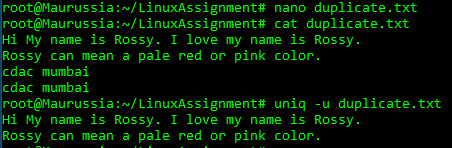 root@Maurussia:~/LinuxAssignment# nano duplicate.txt
root@Maurussia:~/LinuxAssignment# cat duplicate.txt
Hi My name is Rossy. I love my name is Rossy.
Rossy can mean a pale red or pink color.
cdac mumbai
cdac mumbai
root@Maurussia:~/LinuxAssignment# uniq -u duplicate.txt
Hi My name is Rossy. I love my name is Rossy.
Rossy can mean a pale red or pink color.